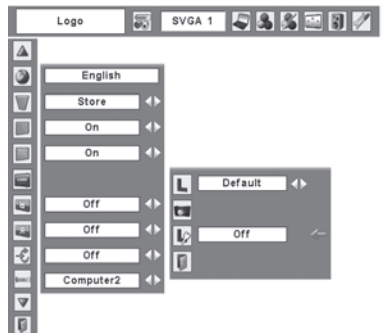 Logo
SVGA 1
English
Store
On
On
Off
Off
Off
Computer2
Default
Off